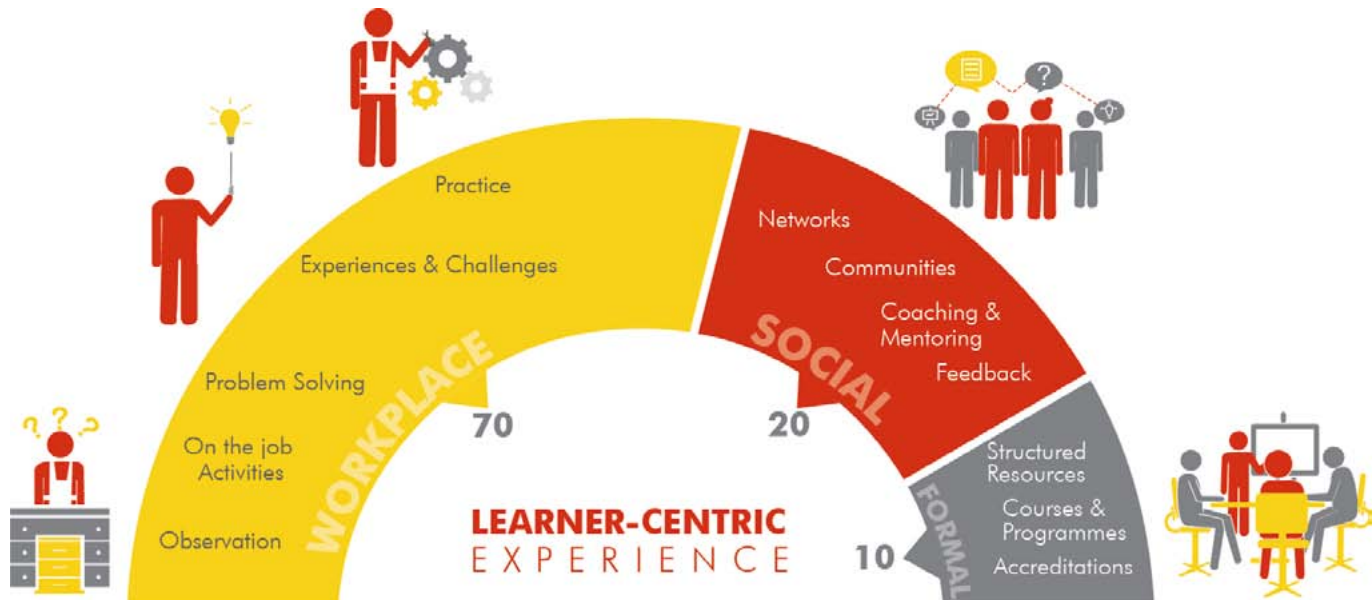 Practice
Experiences & Challenges
Problem Solving
On the job
Activities
Observation
WORKPLACE
70
Networks
Communities
Coaching &
Mentoring
Feedback
SOCIAL
20
Structured
Resources
Courses &
Programmes
Accreditations
FORMAL
10
LEARNER-CENTRIC
EXPERIENCE
? ? ?
?